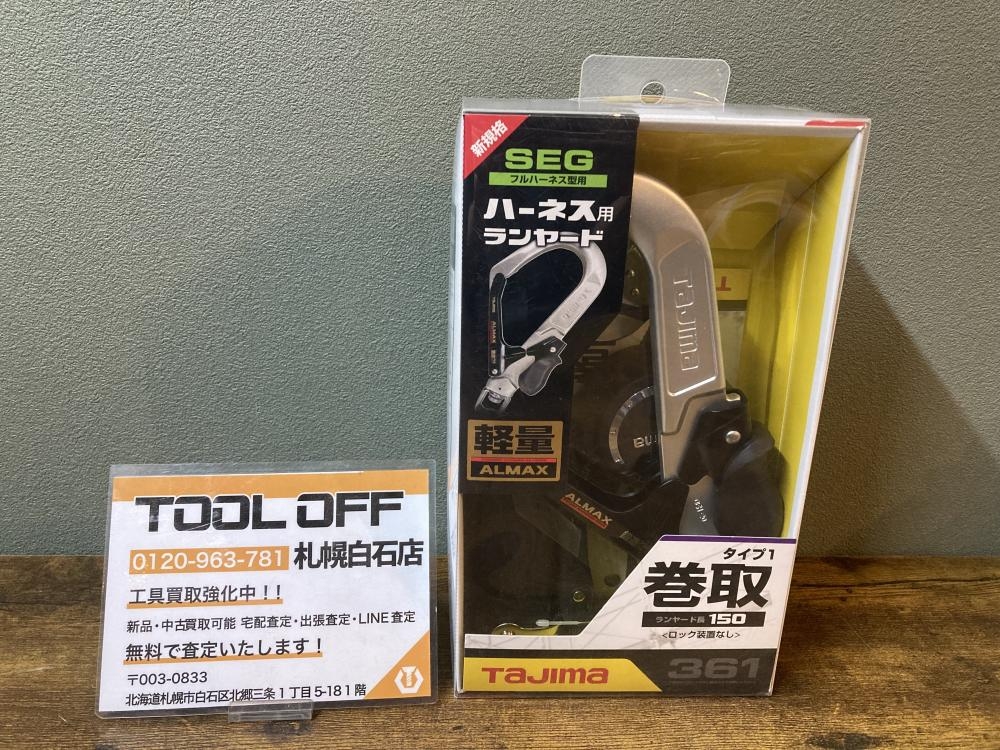 新規格
SEG
フルハーネス型用
ハーネス用
ランヤード
TAJIMA
ALMAX
Tajima
軽量
ALMAX
ALMAX
タイプ1
巻取
ランヤード長 150
<ロック装置なし>
TAJIMA
361
TOOL OFF
0120-963-781 札幌白石店
工具買取強化中!!
新品・中古買取可能 宅配査定・出張査定・LINE査定
無料で査定いたします!
〒003-0833
北海道札幌市白石区北郷三条1丁目5-18 1階